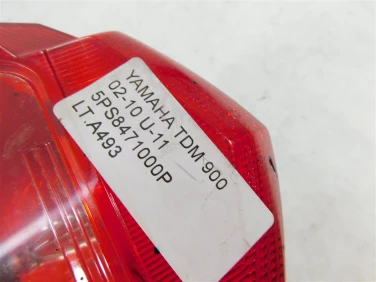 YAMAHA TDM 900
02-10 U-11
5PS8471000P
LT.A493